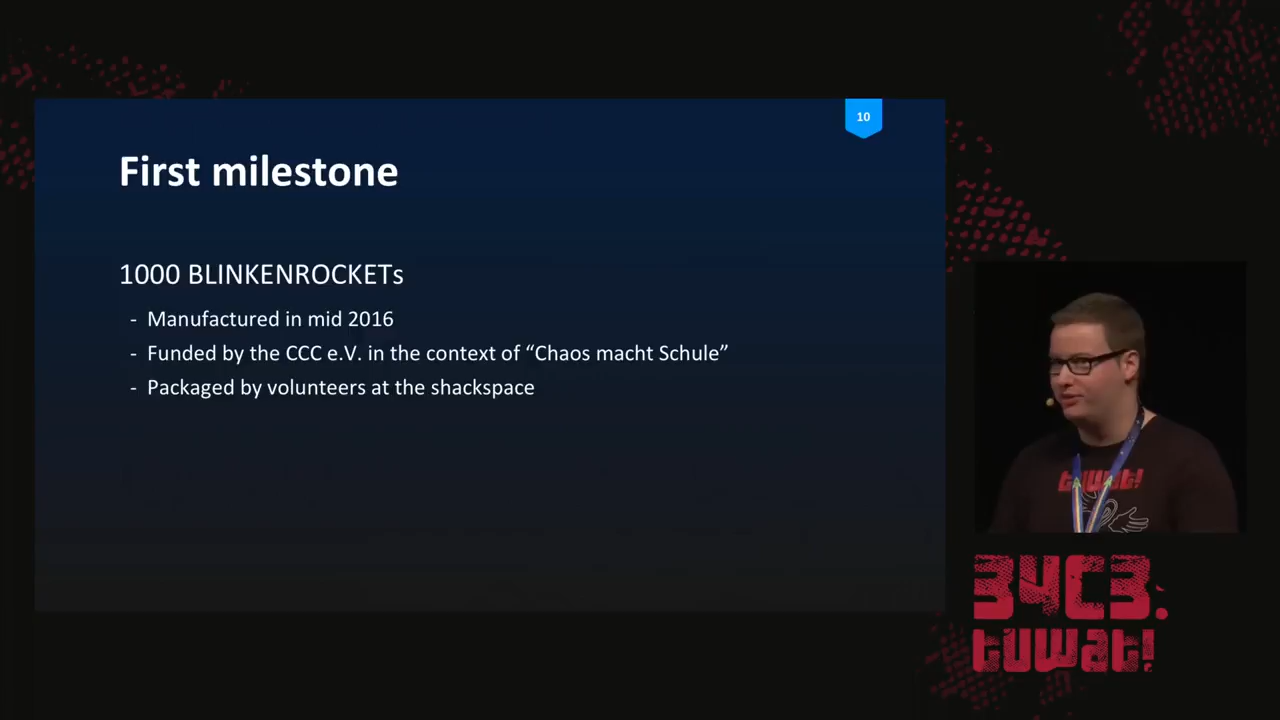 10
First milestone
1000 BLINKENROCKETs
- Manufactured in mid 2016
- Funded by the CCC e.V. in the context of “Chaos macht Schule”
- Packaged by volunteers at the shackspace
tuwat!
34C3.
tuwat!